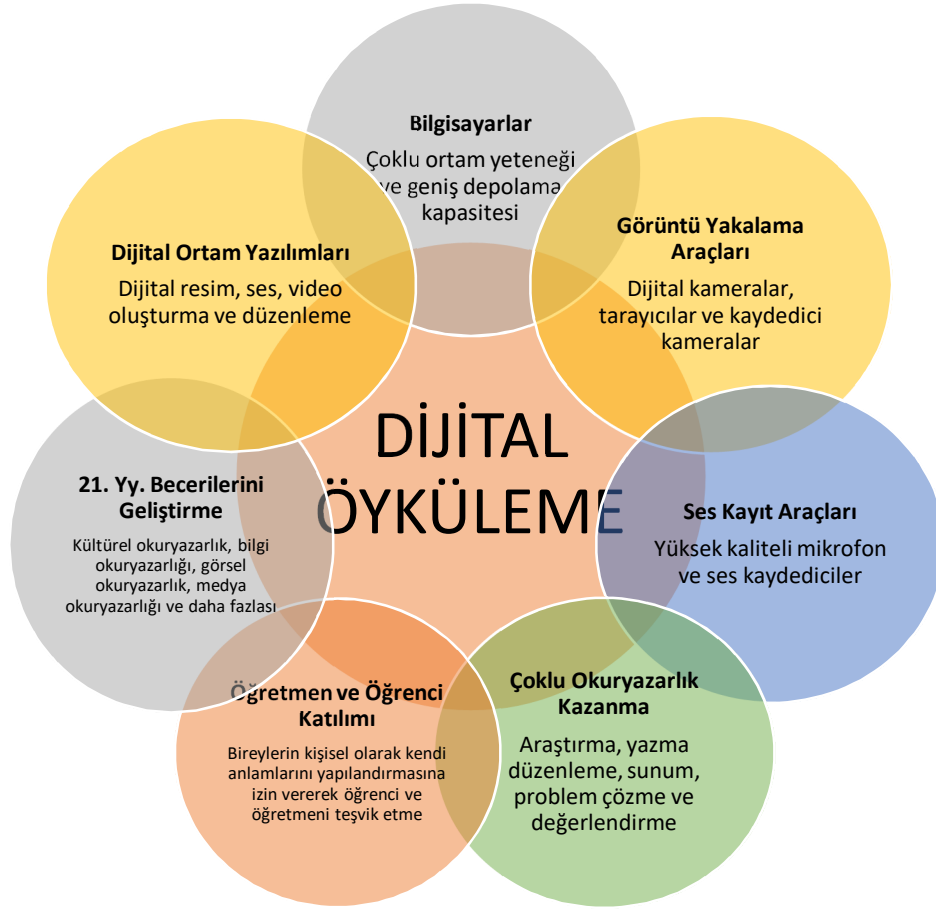 Bilgisayarlar
Çoklu ortam yeteneği
ve geniş depolama
kapasitesi
Görüntü Yakalama
Araçları
Dijital kameralar,
tarayıcılar ve kaydedici
kameralar
Ses Kayıt Araçları
Yüksek kaliteli mikrofon
ve ses kaydediciler
Çoklu Okuryazarlık
Kazanma
Araştırma, yazma
düzenleme, sunum,
problem çözme ve
değerlendirme
Öğretmen ve Öğrenci
Katılımı
Bireylerin kişisel olarak kendi
anlamlarını yapılandırmasına
izin vererek öğrenci ve
öğretmeni teşvik etme
21. Yy. Becerilerini
Geliştirme
Kültürel okuryazarlık, bilgi
okuryazarlığı, görsel
okuryazarlık, medya
okuryazarlığı ve daha fazlası
Dijital Ortam Yazılımları
Dijital resim, ses, video
oluşturma ve düzenleme
DİJİTAL
ÖYKÜLEME